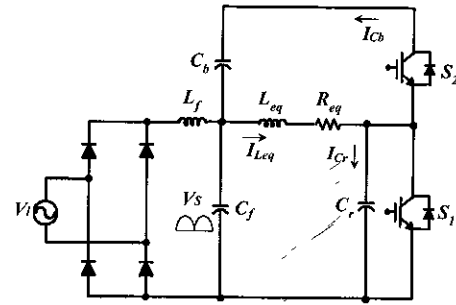 I_Cb
C_b
S_2
L_f
L_eq
R_eq
I_Leq
I_Cr
V_i
V_S
C_f
C_r
S_1